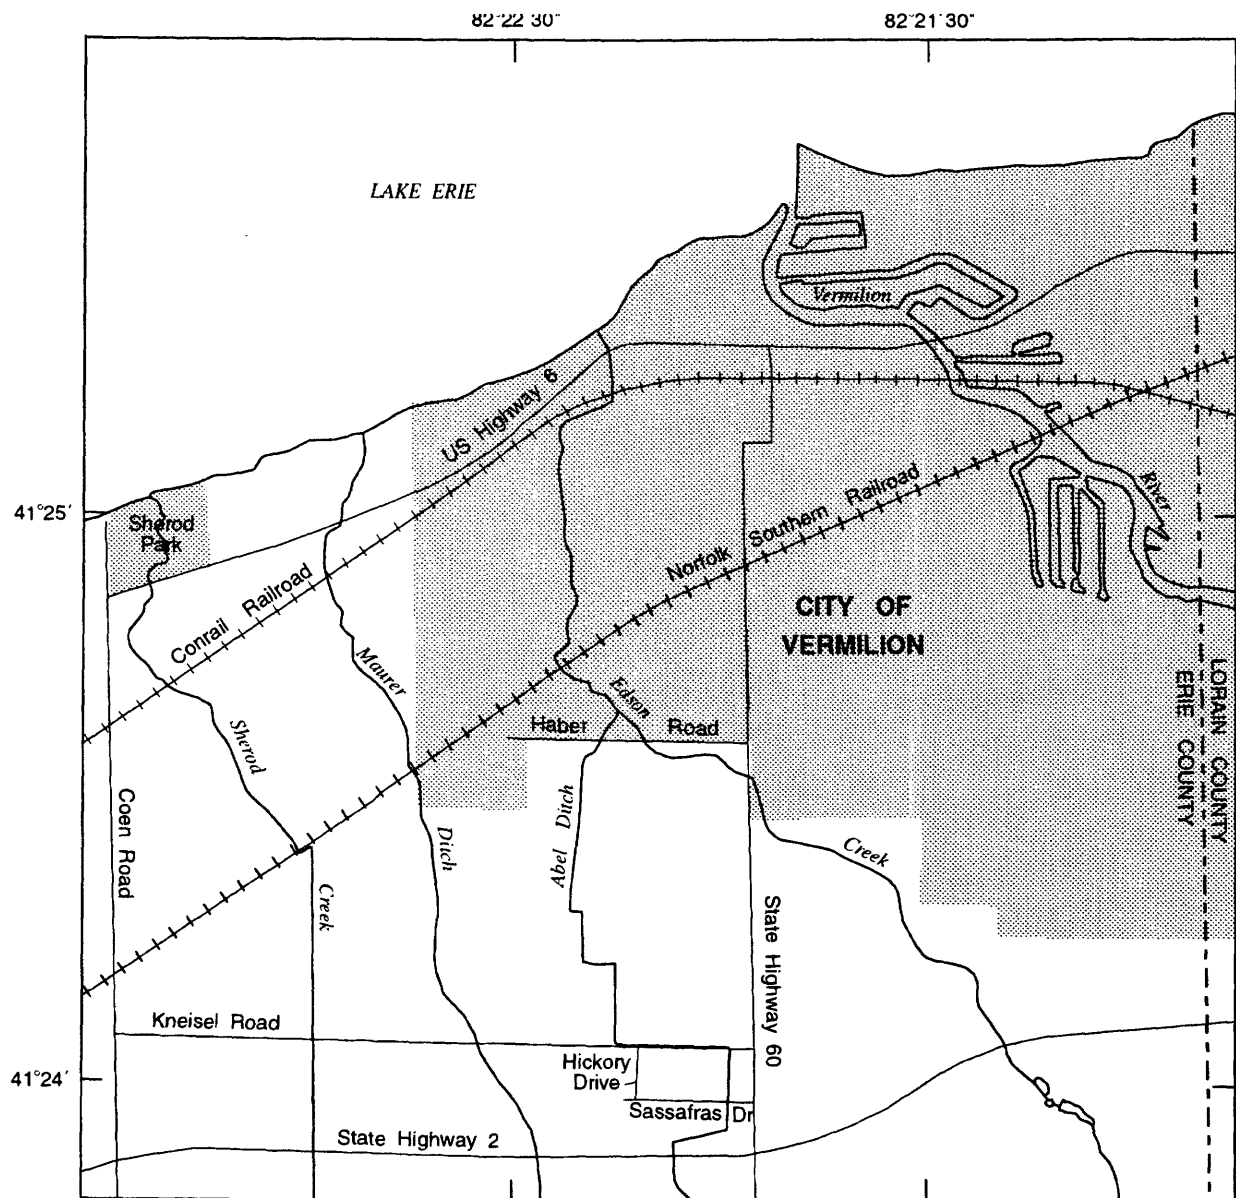 82°22'30"
82°21'30"
LAKE ERIE
Vermilion
US Highway 6
River
41°25'
Sherod
Park
Conrail Railroad
Norfolk Southern Railroad
CITY OF
VERMILION
Maurer
Edson
Haber Road
Sherod
LORAIN COUNTY
ERIE COUNTY
Coen Road
Abel Ditch
Ditch
Creek
Creek
State Highway 60
Kneisel Road
Hickory
Drive
41°24'
Sassafras Dr
State Highway 2